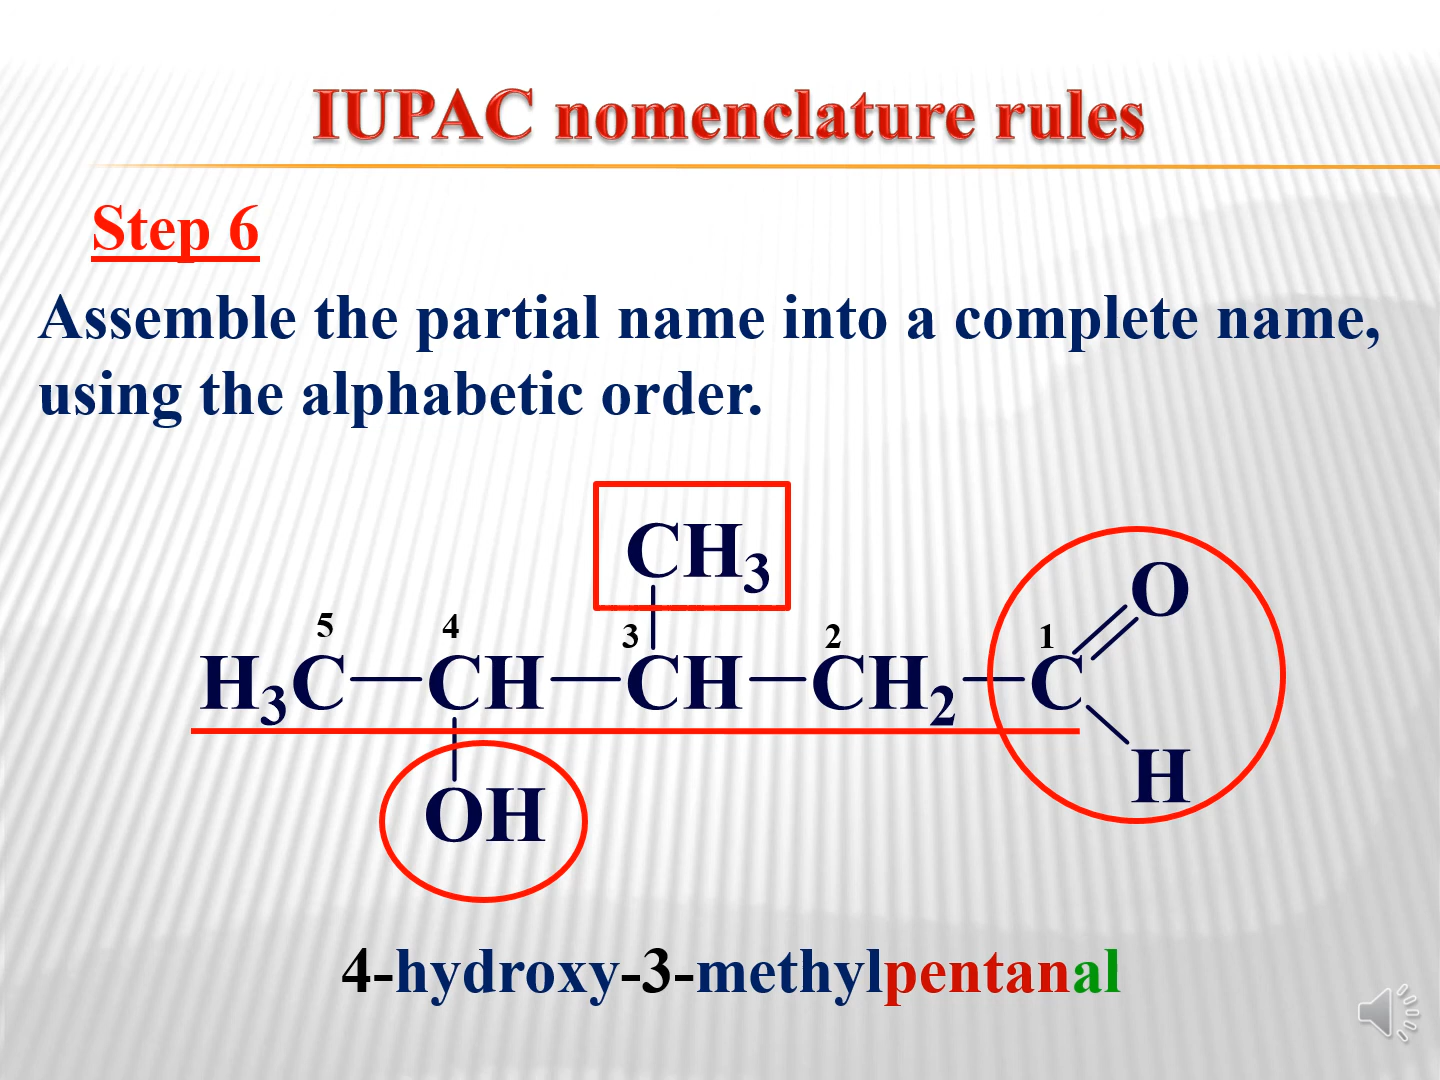 IUPAC nomenclature rules
Step 6
Assemble the partial name into a complete name,
using the alphabetic order.
CH3
O
5 4 3 2 1
H3C CH CH CH2 C
H
OH
4-hydroxy-3-methylpentanal